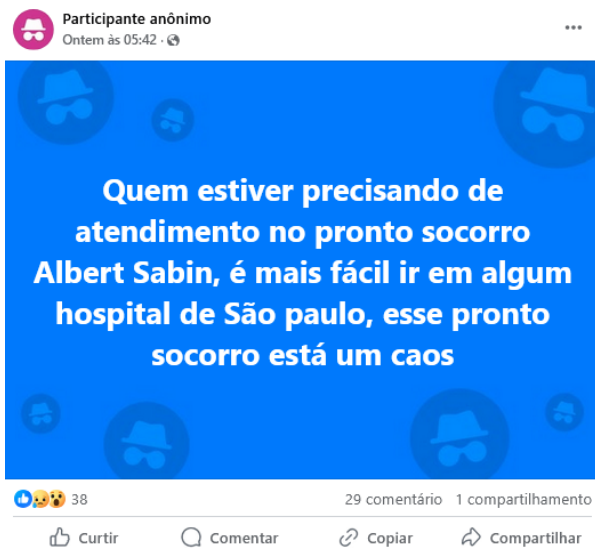 Participante anônimo
Ontem às 05:42 ·
Quem estiver precisando de
atendimento no pronto socorro
Albert Sabin, é mais fácil ir em algum
hospital de São paulo, esse pronto
socorro está um caos
38
29 comentário 1 compartilhamento
Curtir Comentar Copiar Compartilhar